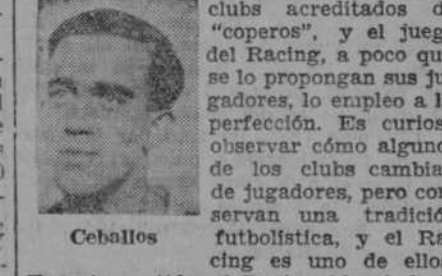 clubs acreditados d
"coperos", y el jueg
del Racing, a poco qu
se lo propongan sus ju
gadores, lo empleo a l
perfección. Es curios
observar cómo alguno
de los clubs cambia
de jugadores, pero con
servan una tradició
futbolística, y el Ra
cing es uno de ello
Ceballos